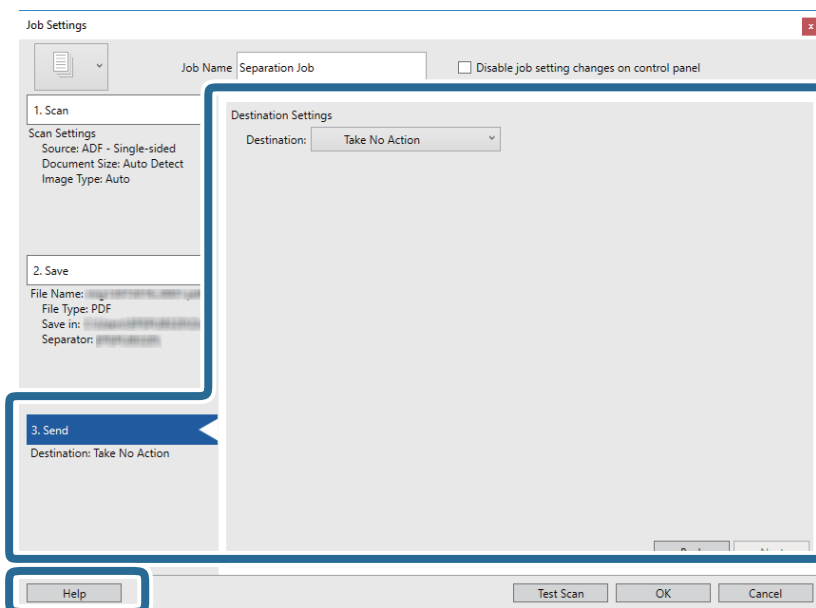 Job Settings
x
Job Name Separation Job
Disable job setting changes on control panel
1. Scan
Scan Settings
Source: ADF - Single-sided
Document Size: Auto Detect
Image Type: Auto
2. Save
File Name:
File Type: PDF
Save in:
Separator:
3. Send
Destination: Take No Action
Destination Settings
Destination: Take No Action
Help
Test Scan
OK
Cancel